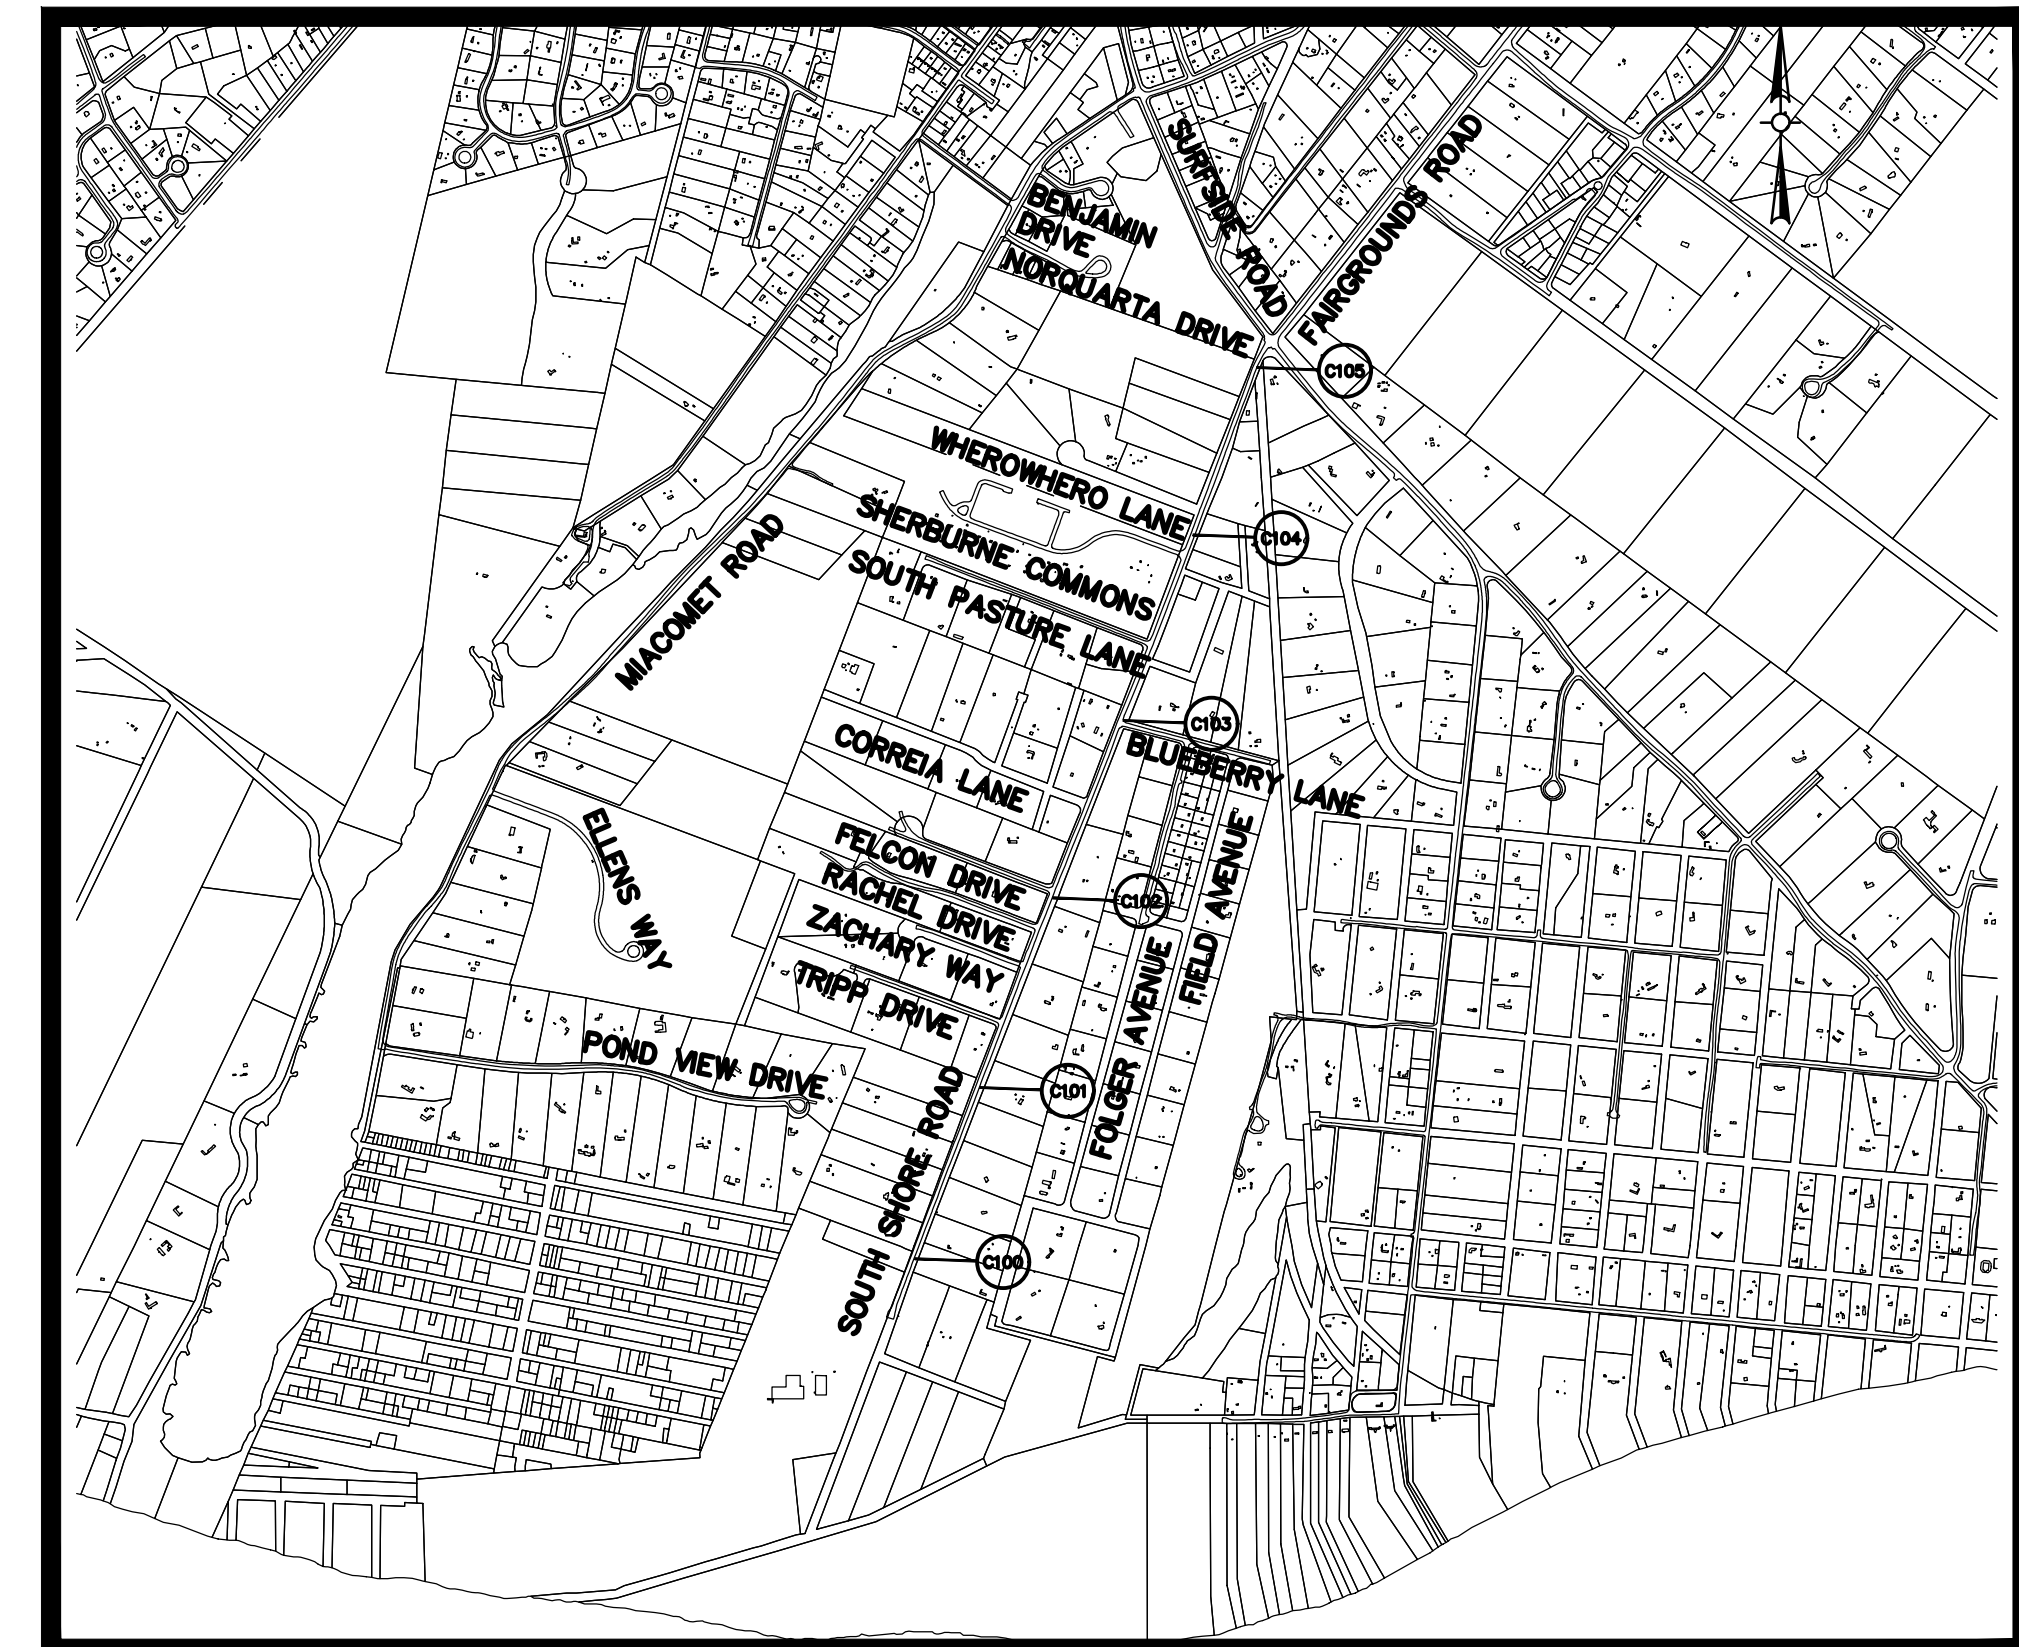 SURFSIDE ROAD
FAIRGROUNDS ROAD
BENJAMIN
DRIVE
NORQUARTA DRIVE
C105
WHEROWHERO LANE
SHERBURNE COMMONS
C104
SOUTH PASTURE LANE
MIACOMET ROAD
C103
BLUEBERRY LANE
CORREIA LANE
ELLENS WAY
FELCON DRIVE
RACHEL DRIVE
C102
ZACHARY WAY
FIELD AVENUE
TRIPP DRIVE
FOLGER AVENUE
POND VIEW DRIVE
C101
SOUTH SHORE ROAD
C100